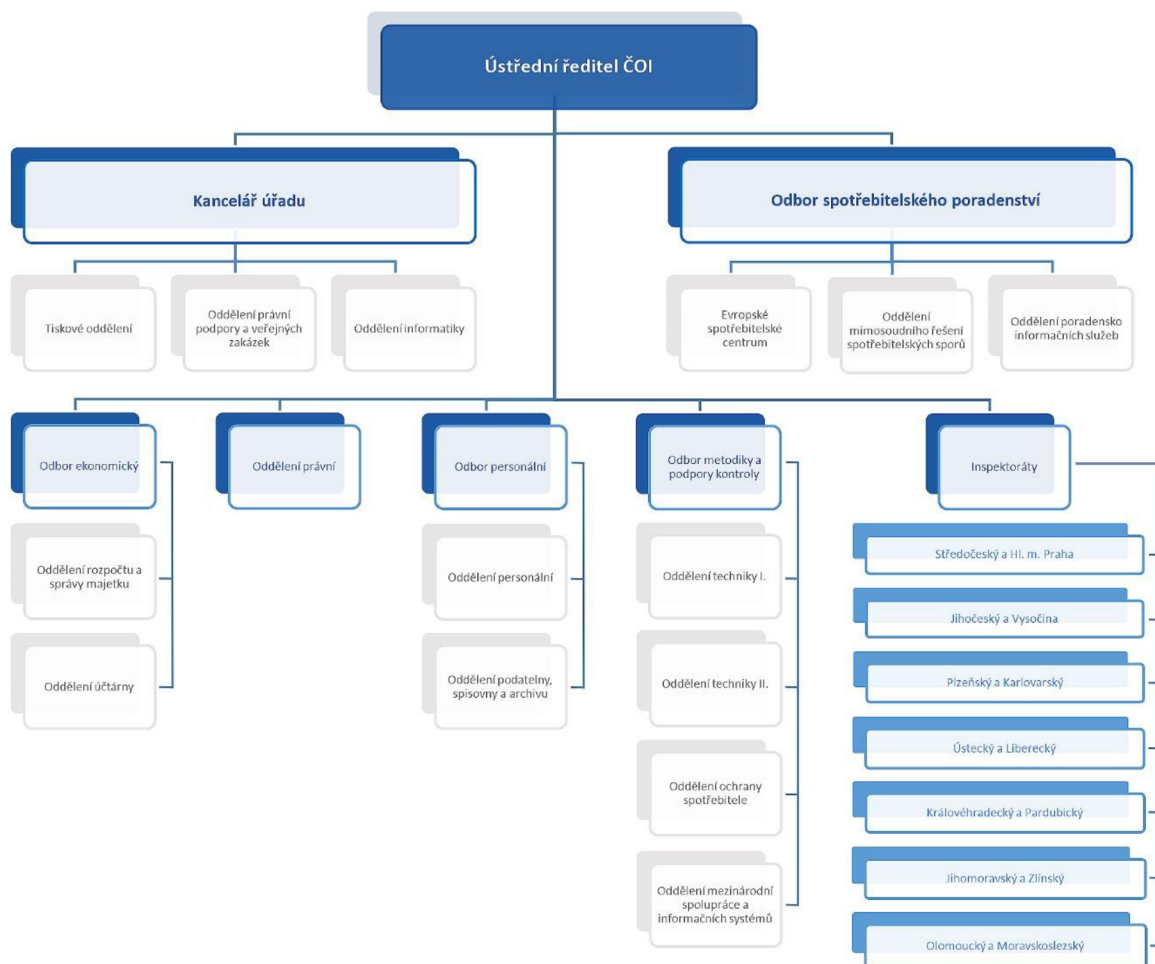 Ústřední ředitel ČOI
Kancelář úřadu
Odbor spotřebitelského poradenství
Tiskové oddělení
Oddělení právní
podpory a veřejných
zakázek
Oddělení informatiky
Evropské
spotřebitelské
centrum
Oddělení
mimosoudního řešení
spotřebitelských sporů
Oddělení poradensko
informačních služeb
Odbor ekonomický
Oddělení právní
Odbor personální
Odbor metodiky a
podpory kontroly
Inspektoráty
Oddělení rozpočtu a
správy majetku
Oddělení účtárny
Oddělení personální
Oddělení podatelny,
spisovny a archivu
Oddělení techniky I.
Oddělení techniky II.
Oddělení ochrany
spotřebitele
Oddělení mezinárodní
spolupráce a
informačních systémů
Středočeský a Hl. m. Praha
Jihočeský a Vysočina
Plzeňský a Karlovarský
Ústecký a Liberecký
Královéhradecký a Pardubický
Jihomoravský a Zlínský
Olomoucký a Moravskoslezský